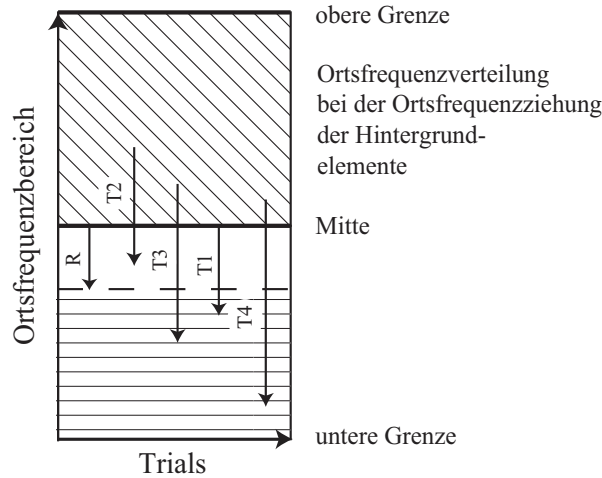 obere Grenze
Ortsfrequenzverteilung
bei der Ortsfrequenzziehung
der Hintergrund-
elemente
Mitte
untere Grenze
Ortsfrequenzbereich
T2
R
T3
T1
T4
Trials